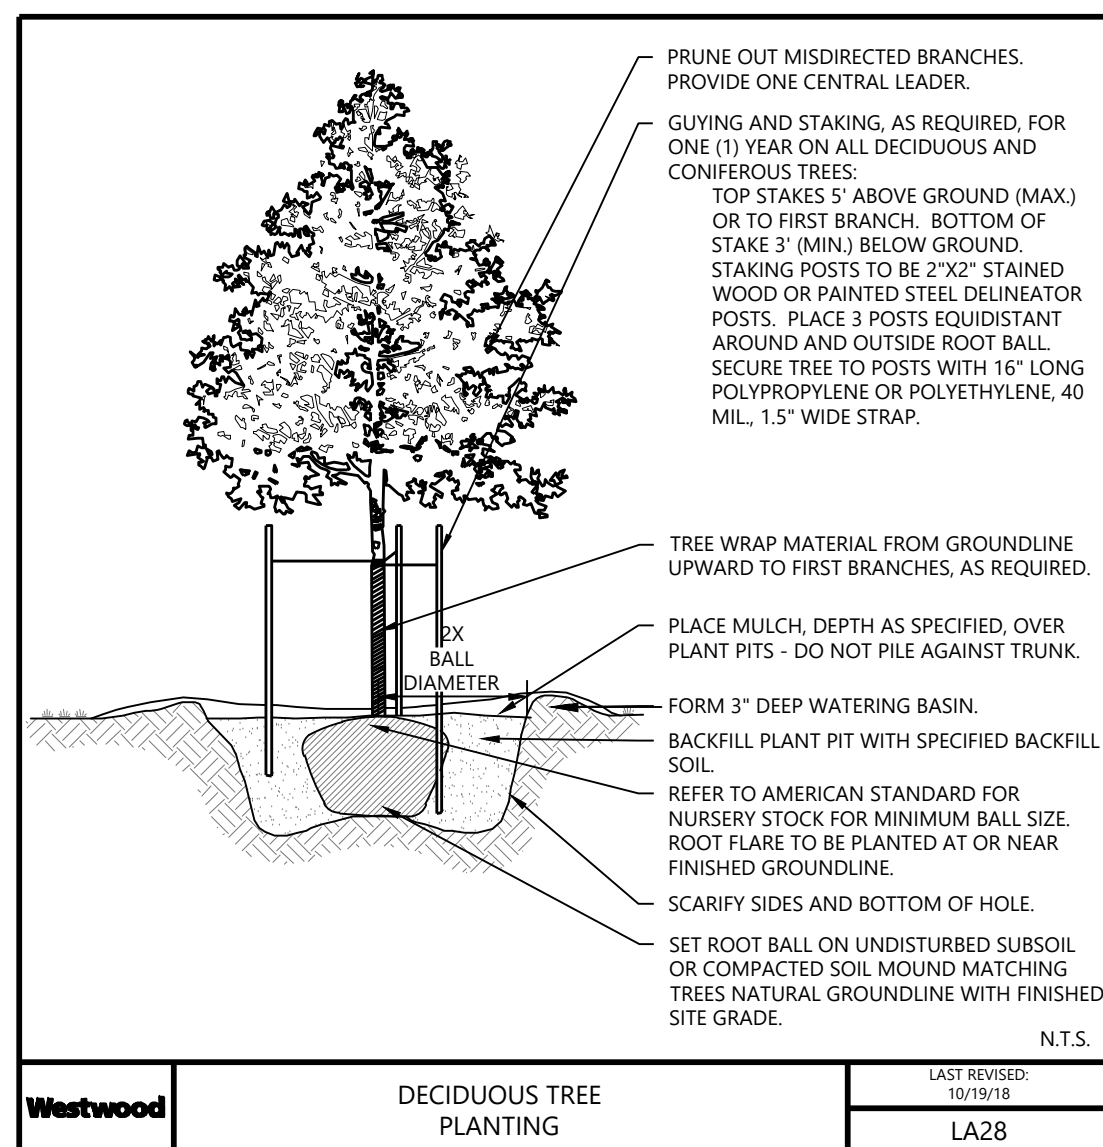 PRUNE OUT MISDIRECTED BRANCHES.
PROVIDE ONE CENTRAL LEADER.
GUYING AND STAKING, AS REQUIRED, FOR
ONE (1) YEAR ON ALL DECIDUOUS AND
CONIFEROUS TREES:
TOP STAKES 5' ABOVE GROUND (MAX.)
OR TO FIRST BRANCH. BOTTOM OF
STAKE 3' (MIN.) BELOW GROUND.
STAKING POSTS TO BE 2"X2" STAINED
WOOD OR PAINTED STEEL DELINEATOR
POSTS. PLACE 3 POSTS EQUIDISTANT
AROUND AND OUTSIDE ROOT BALL.
SECURE TREE TO POSTS WITH 16" LONG
POLYPROPYLENE OR POLYETHYLENE, 40
MIL., 1.5" WIDE STRAP.
TREE WRAP MATERIAL FROM GROUNDLINE
UPWARD TO FIRST BRANCHES, AS REQUIRED.
2X
BALL
DIAMETER
PLACE MULCH, DEPTH AS SPECIFIED, OVER
PLANT PITS - DO NOT PILE AGAINST TRUNK.
FORM 3" DEEP WATERING BASIN.
BACKFILL PLANT PIT WITH SPECIFIED BACKFILL
SOIL.
REFER TO AMERICAN STANDARD FOR
NURSERY STOCK FOR MINIMUM BALL SIZE.
ROOT FLARE TO BE PLANTED AT OR NEAR
FINISHED GROUNDLINE.
SCARIFY SIDES AND BOTTOM OF HOLE.
SET ROOT BALL ON UNDISTURBED SUBSOIL
OR COMPACTED SOIL MOUND MATCHING
TREES NATURAL GROUNDLINE WITH FINISHED
SITE GRADE.
N.T.S.
Westwood
DECIDUOUS TREE
PLANTING
LAST REVISED:
10/19/18
LA28